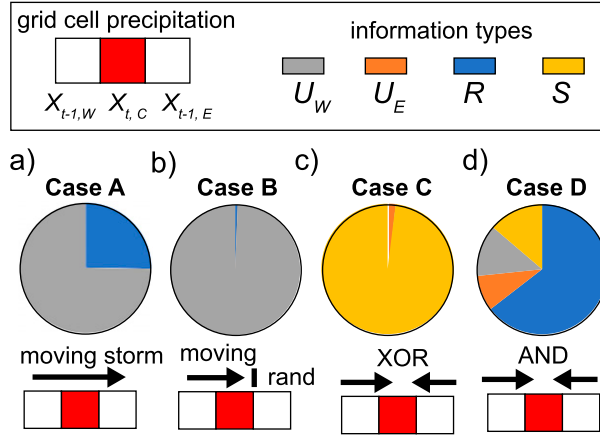 grid cell precipitation
X_{t-1,W} X_{t, C} X_{t-1, E}
information types
U_W U_E R S
a) b) c) d)
Case A Case B Case C Case D
moving storm
moving
rand
XOR
AND